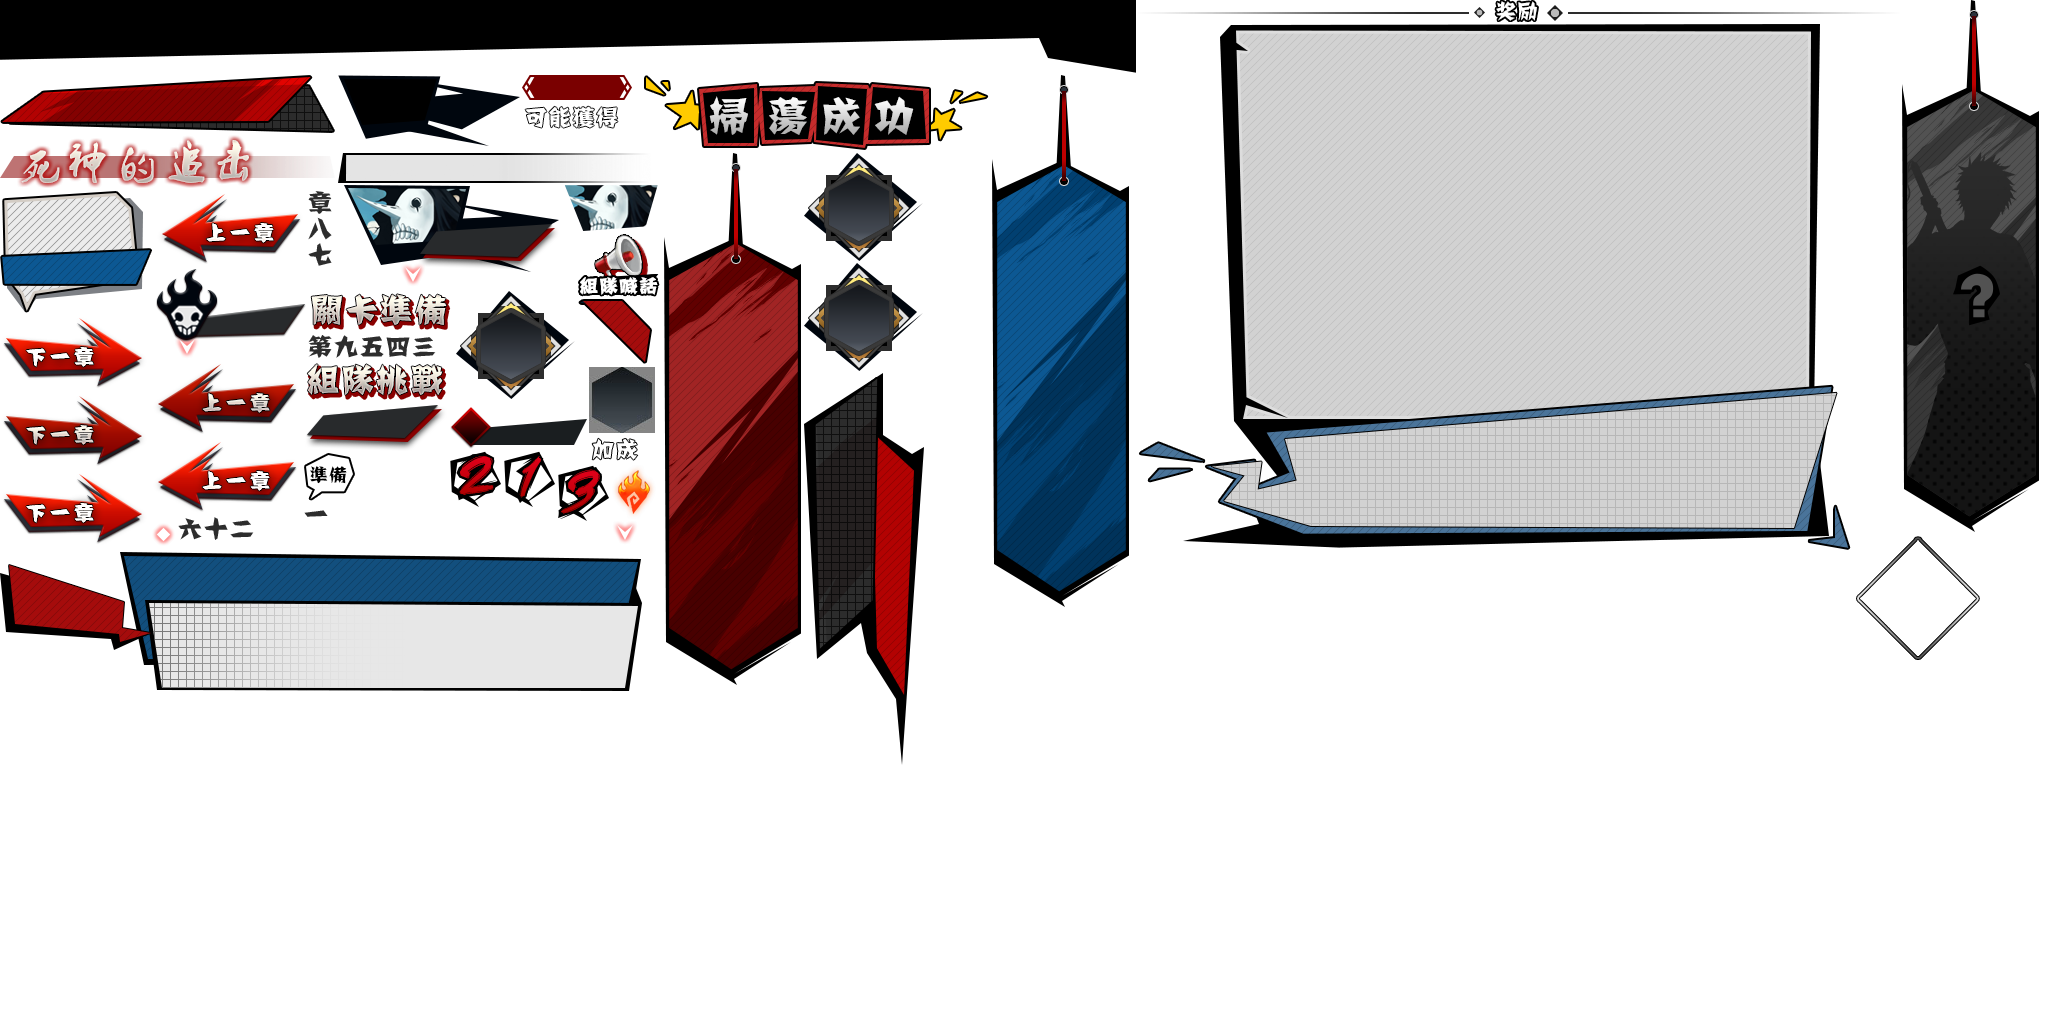 奖励
可能獲得
掃蕩成功
死神的追击
章八七
上一章
組隊喊話
關卡準備
第九五四三
下一章
組隊挑戰
上一章
下一章
加成
2
1
3
準備
上一章
下一章
一
六十二
?